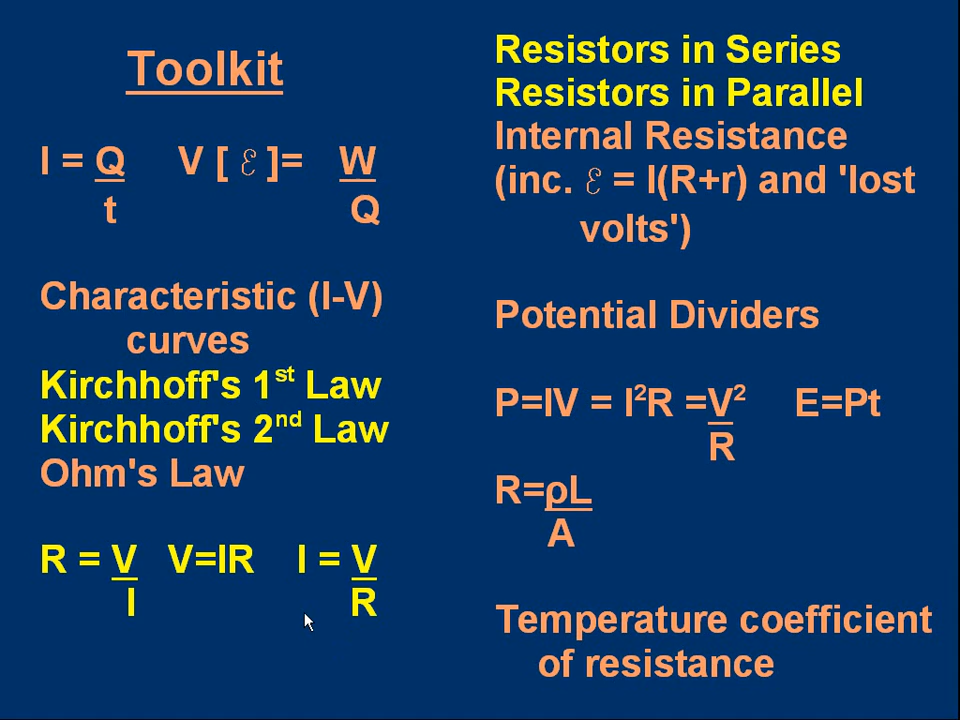 Toolkit
I = Q V [ ℰ ]= W
t Q
Characteristic (I-V)
curves
Kirchhoff's 1st Law
Kirchhoff's 2nd Law
Ohm's Law
R = V V=IR I = V
I R
Resistors in Series
Resistors in Parallel
Internal Resistance
(inc. ℰ = I(R+r) and 'lost
volts')
Potential Dividers
P=IV = I²R =V² E=Pt
R
R=ρL
A
Temperature coefficient
of resistance